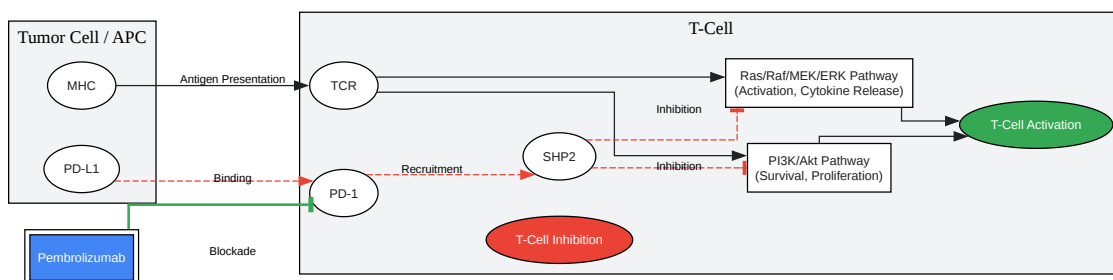 T-Cell
Tumor Cell / APC
MHC
Antigen Presentation
TCR
Ras/Raf/MEK/ERK Pathway
(Activation, Cytokine Release)
Inhibition
T-Cell Activation
PD-L1
Binding
PD-1
Recruitment
SHP2
Inhibition
PI3K/Akt Pathway
(Survival, Proliferation)
T-Cell Inhibition
Blockade
Pembrolizumab